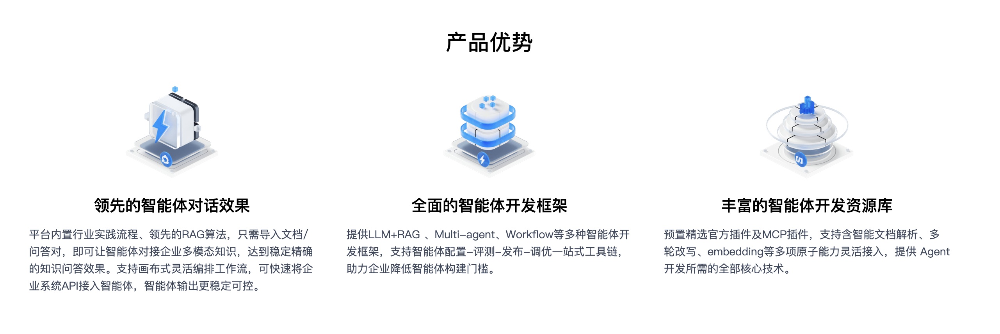 产品优势
领先的智能体对话效果
平台内置行业实践流程、领先的RAG算法，只需导入文档/
问答对，即可让智能体对接企业多模态知识，达到稳定精确
的知识问答效果。支持画布式灵活编排工作流，可快速将企
业系统API接入智能体，智能体输出更稳定可控。
全面的智能体开发框架
提供LLM+RAG 、Multi-agent、Workflow等多种智能体开
发框架，支持智能体配置-评测-发布-调优一站式工具链，
助力企业降低智能体构建门槛。
丰富的智能体开发资源库
预置精选官方插件及MCP插件，支持含智能文档解析、多
轮改写、embedding等多项原子能力灵活接入，提供 Agent
开发所需的全部核心技术。